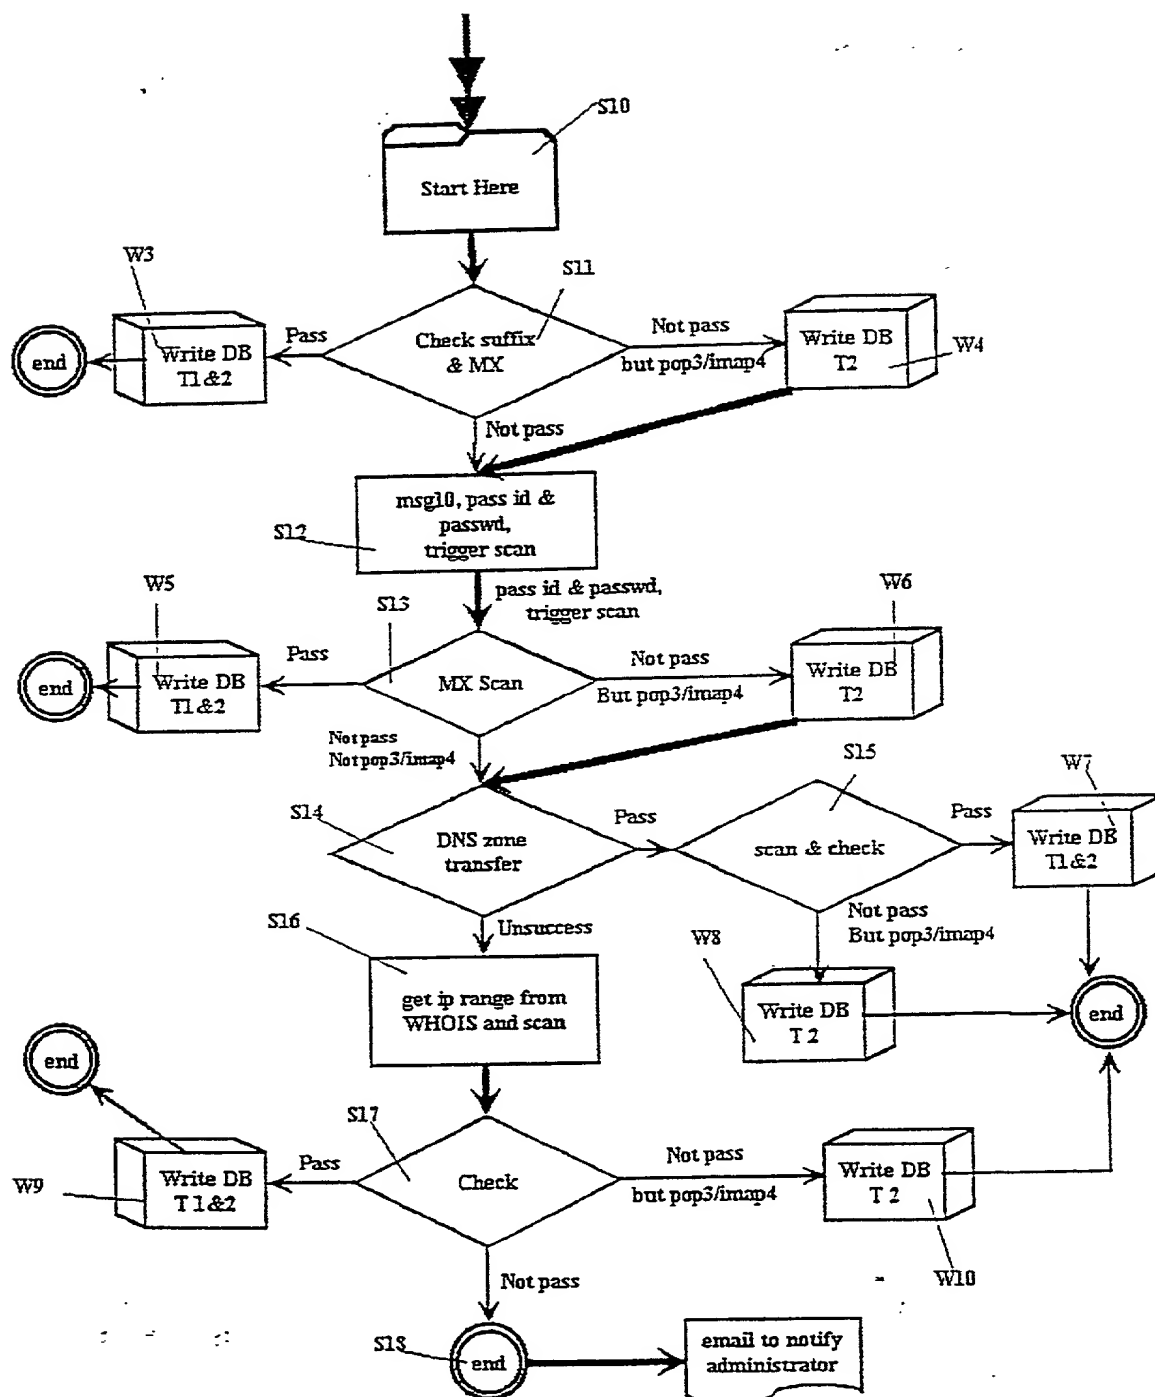 S10
Start Here
W3
S11
Pass
Check suffix
& MX
Not pass
but pop3/imap4
Write DB
T1&2
end
Write DB
T2
W4
Not pass
msg10, pass id &
passwd,
trigger scan
S12
pass id & passwd,
trigger scan
W5
S13
W6
Pass
MX Scan
Not pass
But pop3/imap4
Write DB
T1&2
end
Write DB
T2
Not pass
Not pop3/imap4
S15
W7
S14
DNS zone
transfer
Pass
scan & check
Pass
Write DB
T1&2
S16
Unsuccess
Not pass
But pop3/imap4
W8
get ip range from
WHOIS and scan
Write DB
T 2
end
end
S17
Pass
Check
Not pass
but pop3/imap4
Write DB
T 1&2
W9
Write DB
T 2
W10
Not pass
S18
end
email to notify
administrator